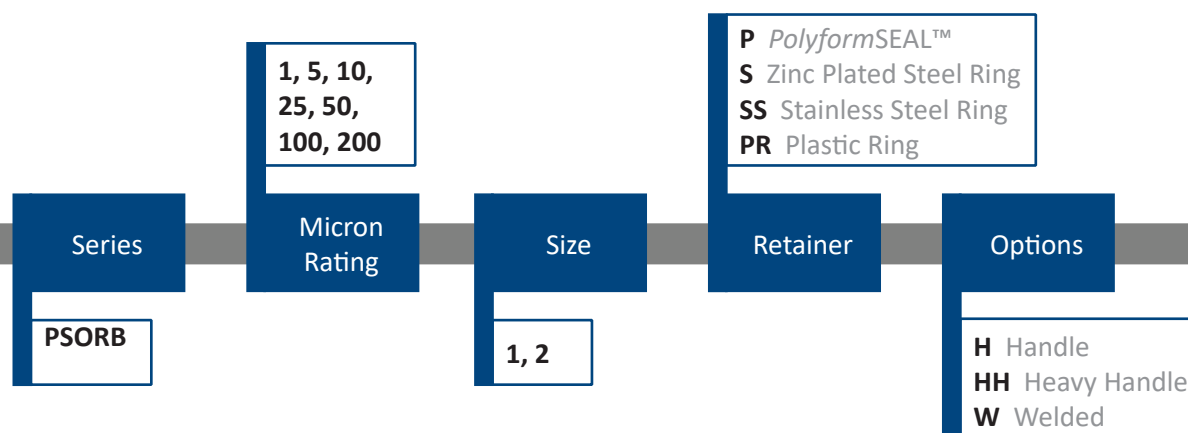 Series
PSORB
Micron
Rating
1, 5, 10,
25, 50,
100, 200
Size
1, 2
Retainer
P PolyformSEAL™
S Zinc Plated Steel Ring
SS Stainless Steel Ring
PR Plastic Ring
Options
H Handle
HH Heavy Handle
W Welded